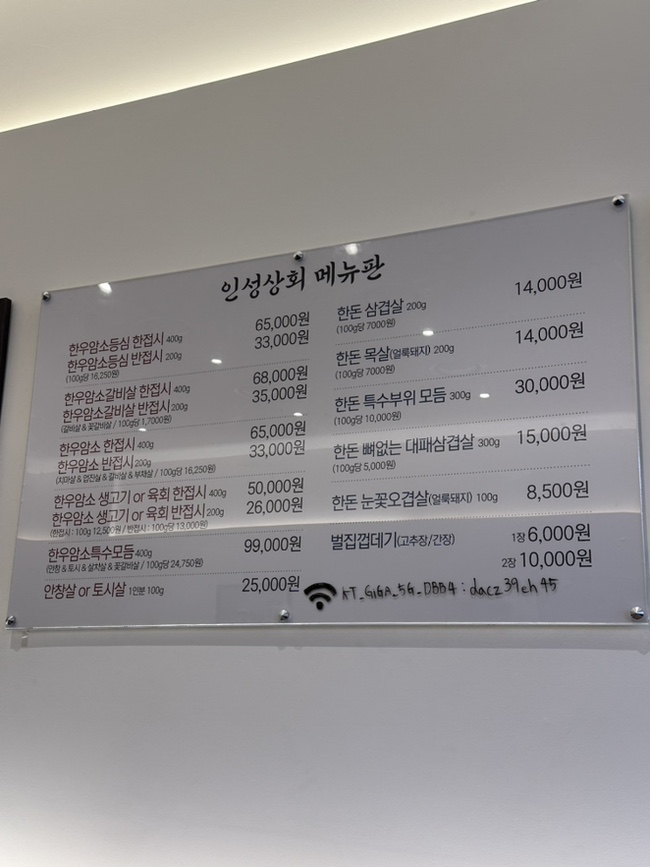 인성상회 메뉴판
한우암소등심 한접시 400g 65,000원
한우암소등심 반접시 200g 33,000원
(100g당 16,250원)
한우암소갈비살 한접시 400g 68,000원
한우암소갈비살 반접시 200g 35,000원
(갈비살 & 꽃갈비살 / 100g당 1,7000원)
한우암소 한접시 400g 65,000원
한우암소 반접시 200g 33,000원
(치마살 & 업진살 & 갈비살 & 부채살 / 100g당 16,250원)
한우암소 생고기 or 육회 한접시 400g 50,000원
한우암소 생고기 or 육회 반접시 200g 26,000원
(한접시 : 100g 12,500원 / 반접시 : 100g당 13,000원)
한우암소특수모듬 400g 99,000원
(안창 & 토시 & 살치살 & 꽃갈비살 / 100g당 24,750원)
안창살 or 토시살 1인분 100g 25,000원
한돈 삼겹살 200g 14,000원
(100g당 7000원)
한돈 목살(얼룩돼지) 200g 14,000원
(100g당 7000원)
한돈 특수부위 모듬 300g 30,000원
(100g당 10,000원)
한돈 뼈없는 대패삼겹살 300g 15,000원
(100g당 5,000원)
한돈 눈꽃오겹살(얼룩돼지) 100g 8,500원
벌집껍데기(고추장/간장) 1장 6,000원
2장 10,000원
KT_GIGA_5G_DBB4 : dacz39ch45